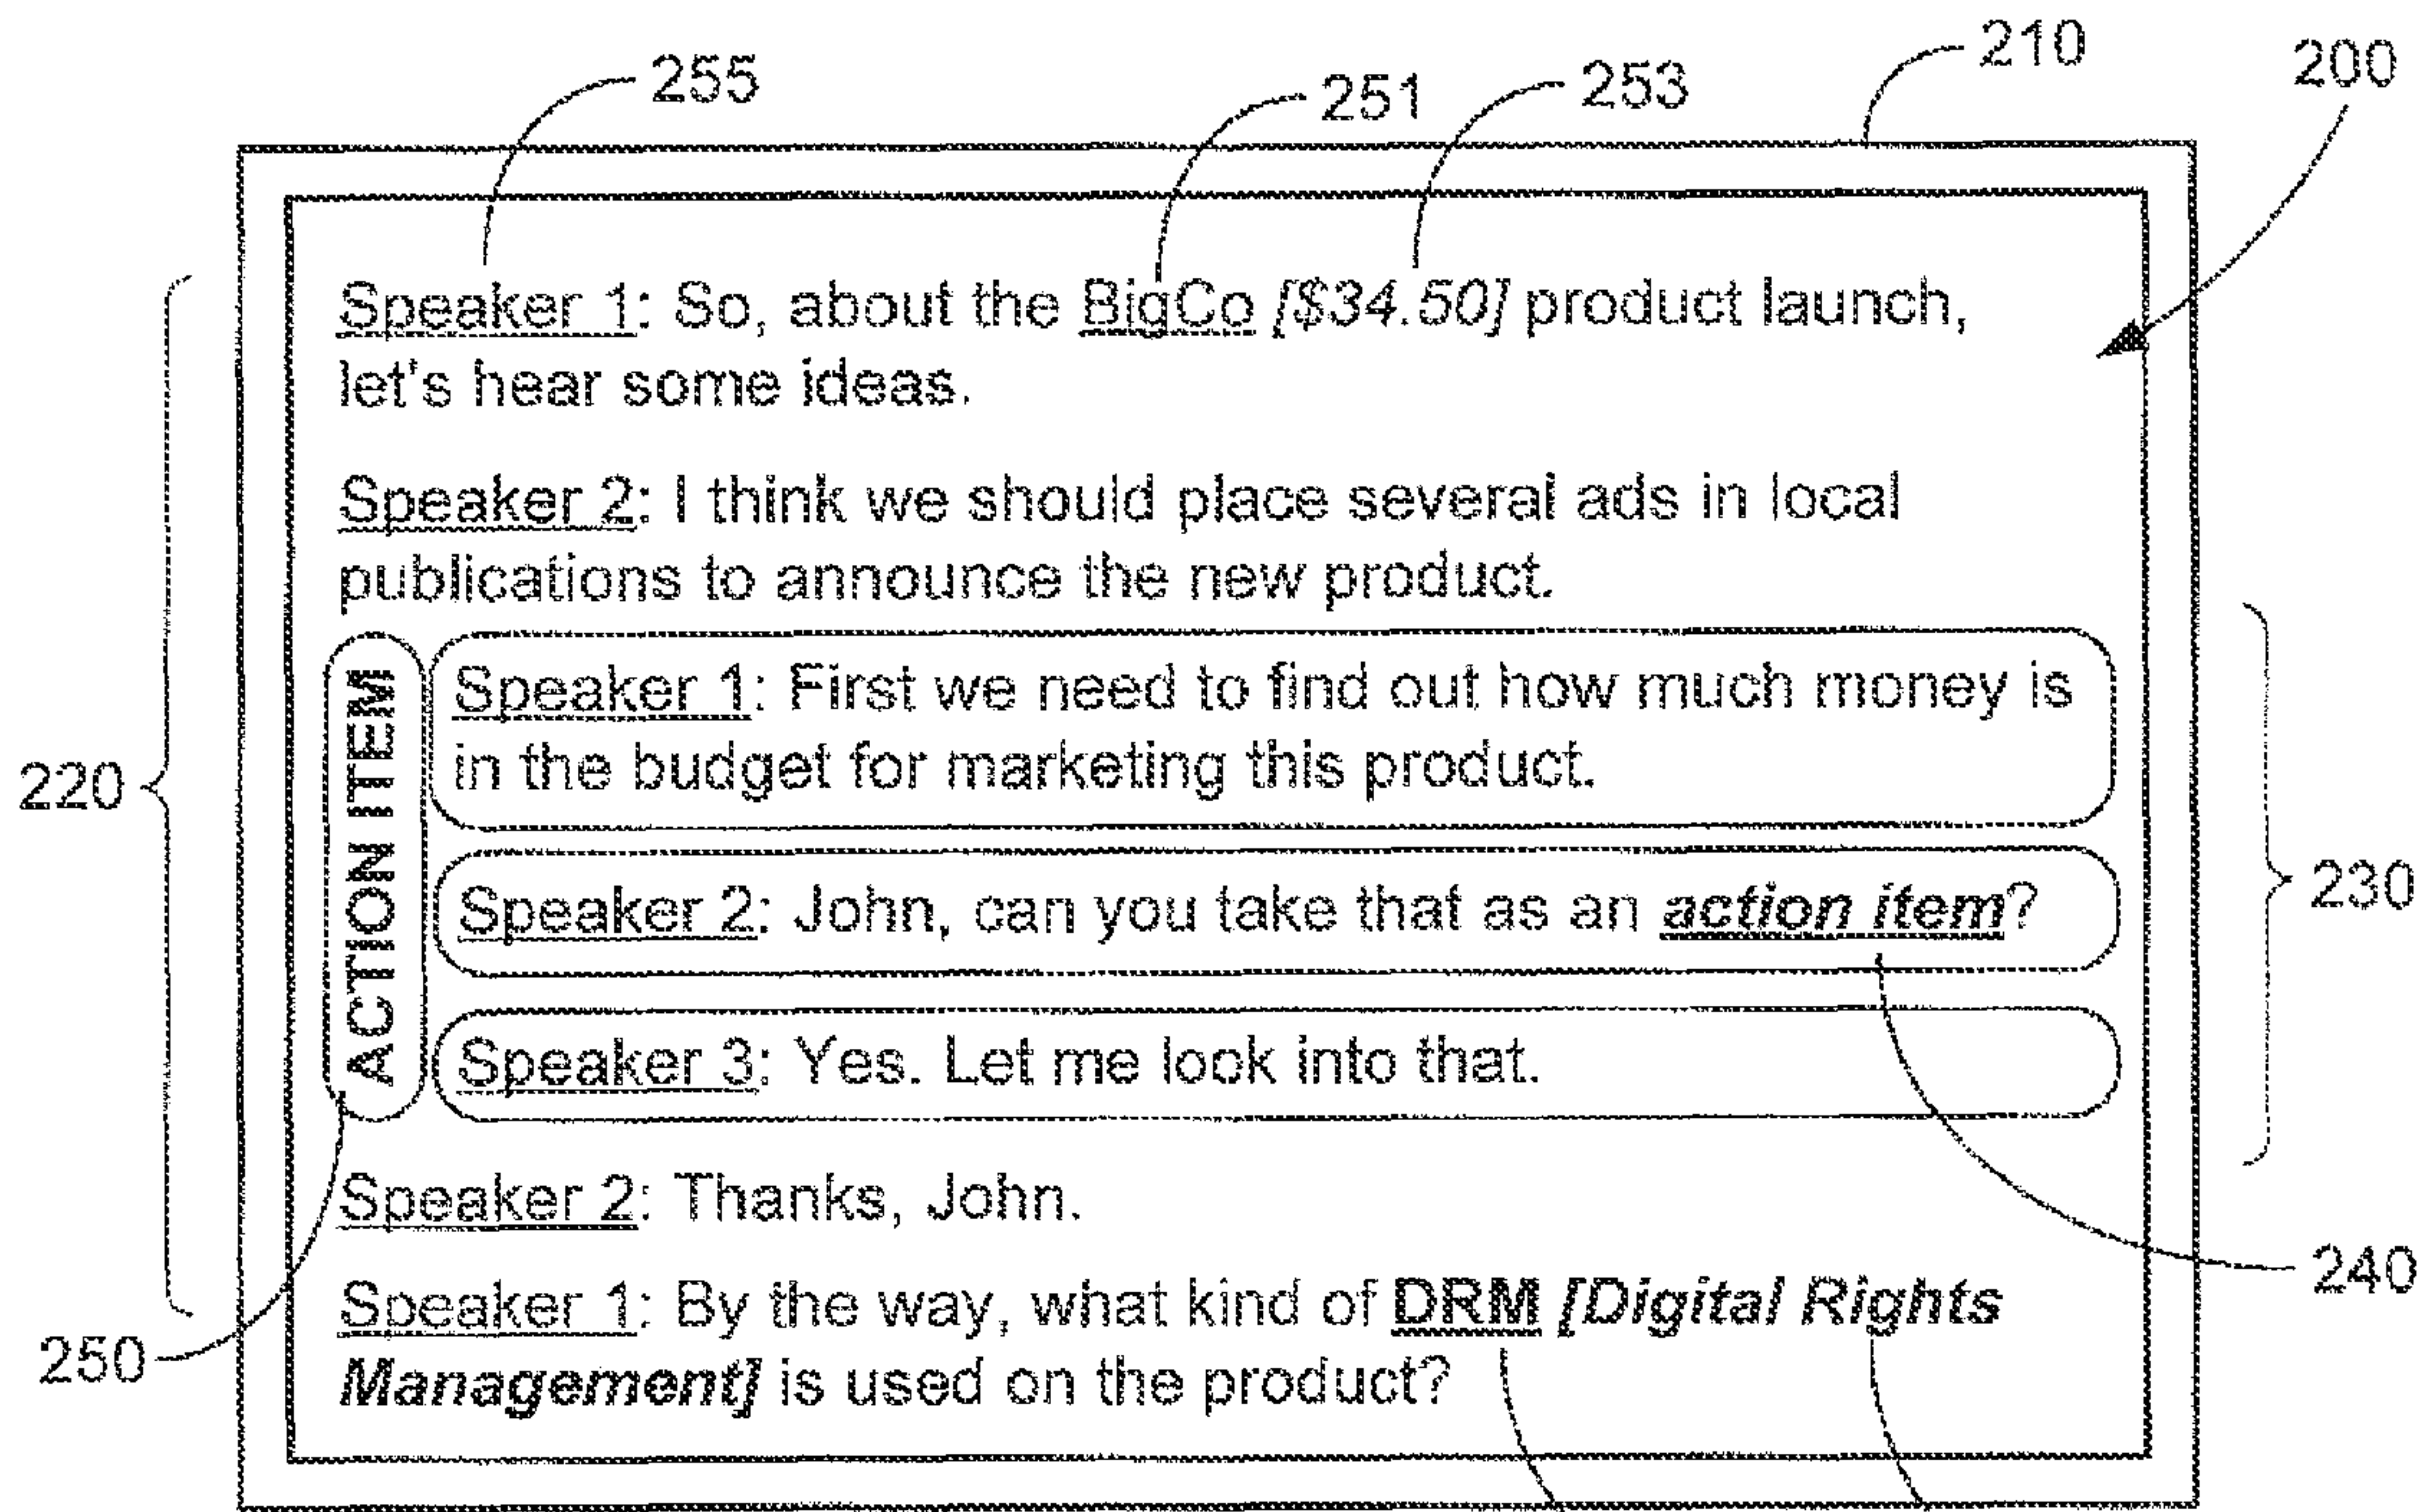 255
251
253
210
200
Speaker 1: So, about the BigCo [$34.50] product launch,
let's hear some ideas.
Speaker 2: I think we should place several ads in local
publications to announce the new product.
ACTION ITEM
Speaker 1: First we need to find out how much money is
in the budget for marketing this product.
220
Speaker 2: John, can you take that as an action item?
230
Speaker 3: Yes. Let me look into that.
Speaker 2: Thanks, John.
240
Speaker 1: By the way, what kind of DRM [Digital Rights
250
Management] is used on the product?